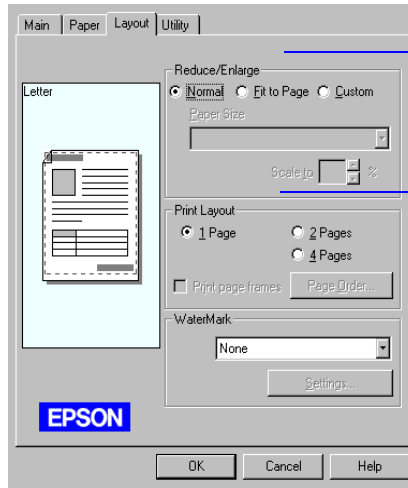 Main Paper Layout Utility
Letter
Reduce/Enlarge
Normal Fit to Page Custom
Paper Size
Scale to %
Print Layout
1 Page 2 Pages
4 Pages
Print page frames Page Order...
WaterMark
None
Settings...
EPSON
OK Cancel Help